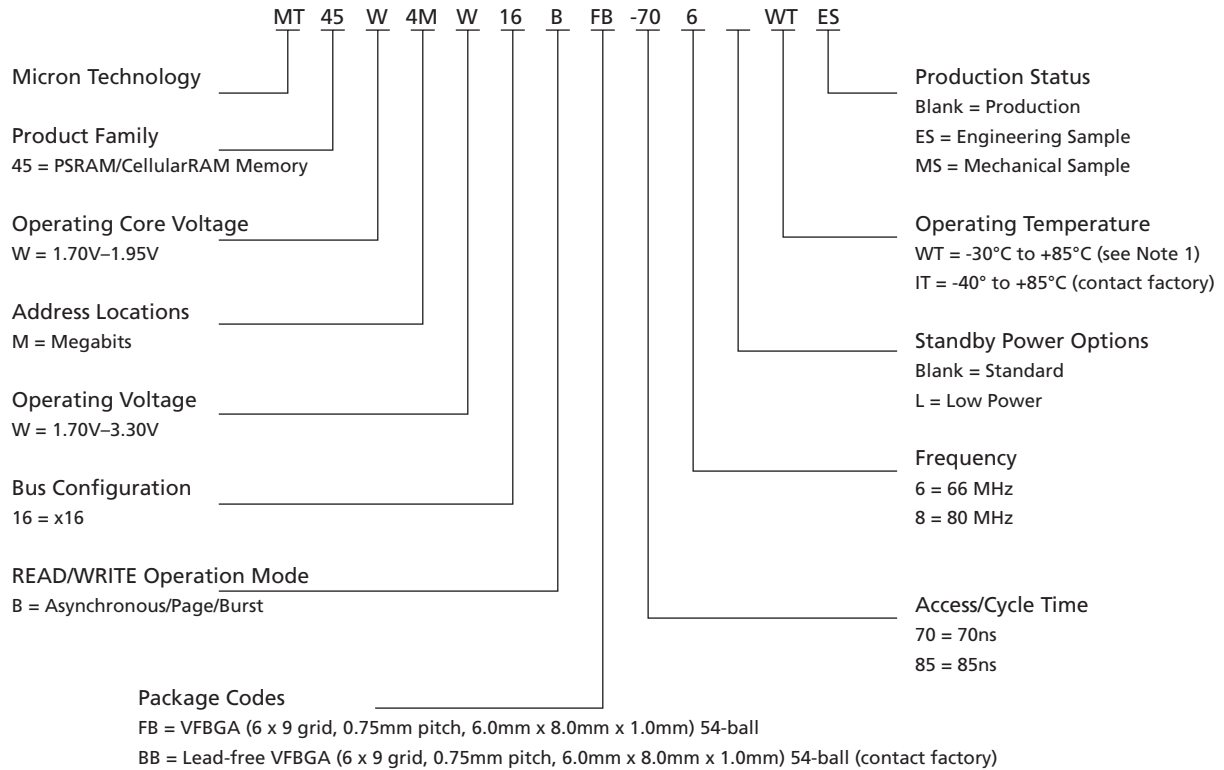 MT 45 W 4M W 16 B FB -70 6 WT ES
Micron Technology
Product Family
45 = PSRAM/CellularRAM Memory
Operating Core Voltage
W = 1.70V–1.95V
Address Locations
M = Megabits
Operating Voltage
W = 1.70V–3.30V
Bus Configuration
16 = x16
READ/WRITE Operation Mode
B = Asynchronous/Page/Burst
Package Codes
FB = VFBGA (6 x 9 grid, 0.75mm pitch, 6.0mm x 8.0mm x 1.0mm) 54-ball
BB = Lead-free VFBGA (6 x 9 grid, 0.75mm pitch, 6.0mm x 8.0mm x 1.0mm) 54-ball (contact factory)
Production Status
Blank = Production
ES = Engineering Sample
MS = Mechanical Sample
Operating Temperature
WT = -30°C to +85°C (see Note 1)
IT = -40° to +85°C (contact factory)
Standby Power Options
Blank = Standard
L = Low Power
Frequency
6 = 66 MHz
8 = 80 MHz
Access/Cycle Time
70 = 70ns
85 = 85ns